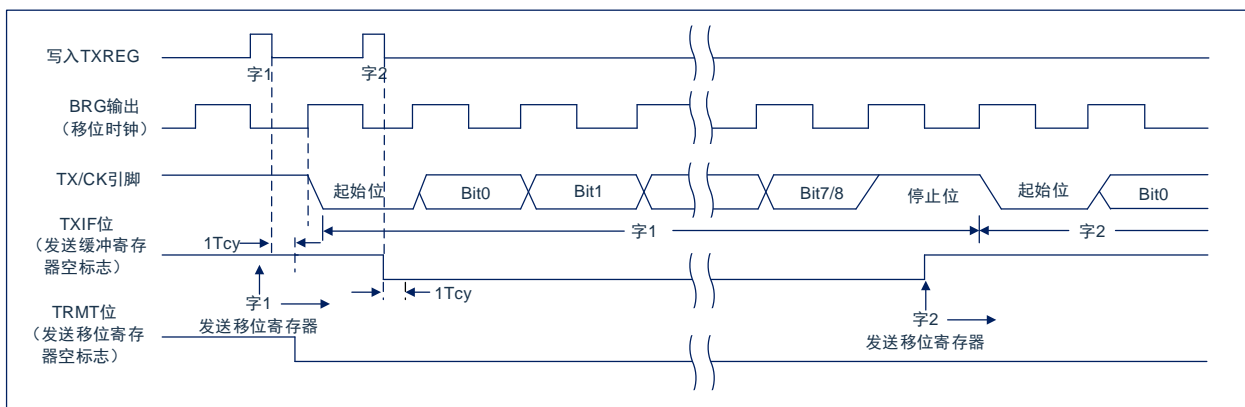 写入TXREG
字1
字2
BRG输出
（移位时钟）
TX/CK引脚
起始位
Bit0
Bit1
Bit7/8
停止位
起始位
Bit0
TXIF位
（发送缓冲寄存
器空标志）
1Tcy
字1
字2
1Tcy
字1
发送移位寄存器
字2
发送移位寄存器
TRMT位
（发送移位寄存
器空标志）